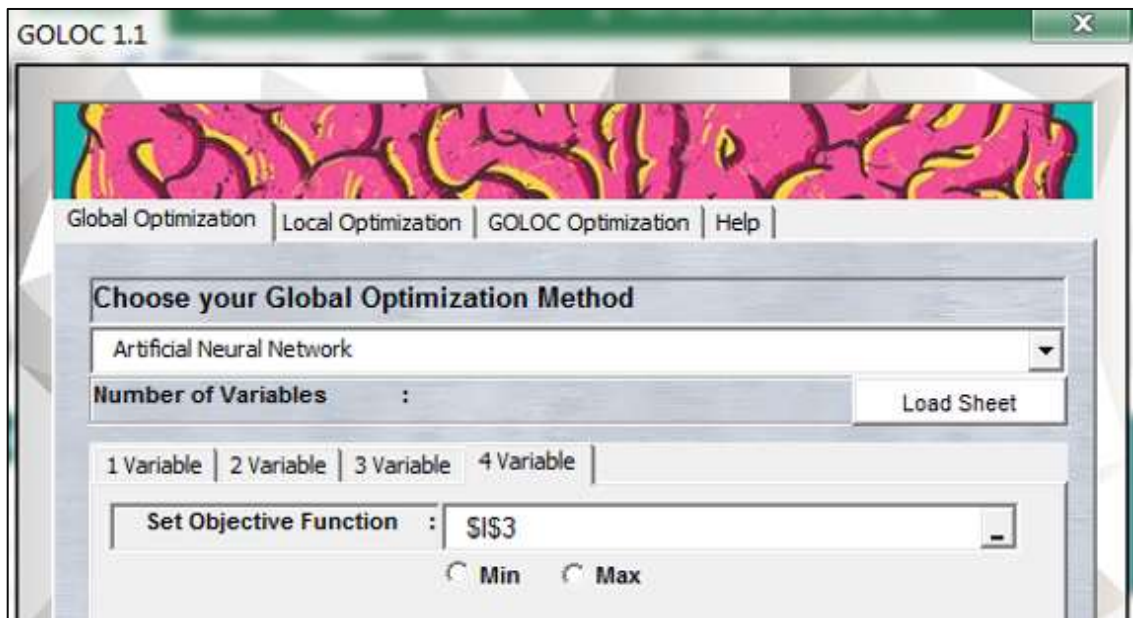 GOLOC 1.1
Global Optimization Local Optimization GOLOC Optimization Help
Choose your Global Optimization Method
Artificial Neural Network
Number of Variables :
Load Sheet
1 Variable 2 Variable 3 Variable 4 Variable
Set Objective Function : $I$3
Min Max